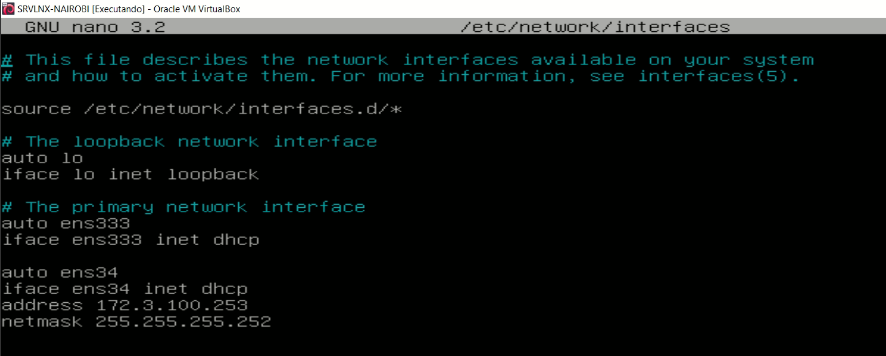 SRVLNX-NAIROBI [Executando] - Oracle VM VirtualBox
GNU nano 3.2 /etc/network/interfaces
# This file describes the network interfaces available on your system
# and how to activate them. For more information, see interfaces(5).
source /etc/network/interfaces.d/*
# The loopback network interface
auto lo
iface lo inet loopback
# The primary network interface
auto ens333
iface ens333 inet dhcp
auto ens34
iface ens34 inet dhcp
address 172.3.100.253
netmask 255.255.255.252